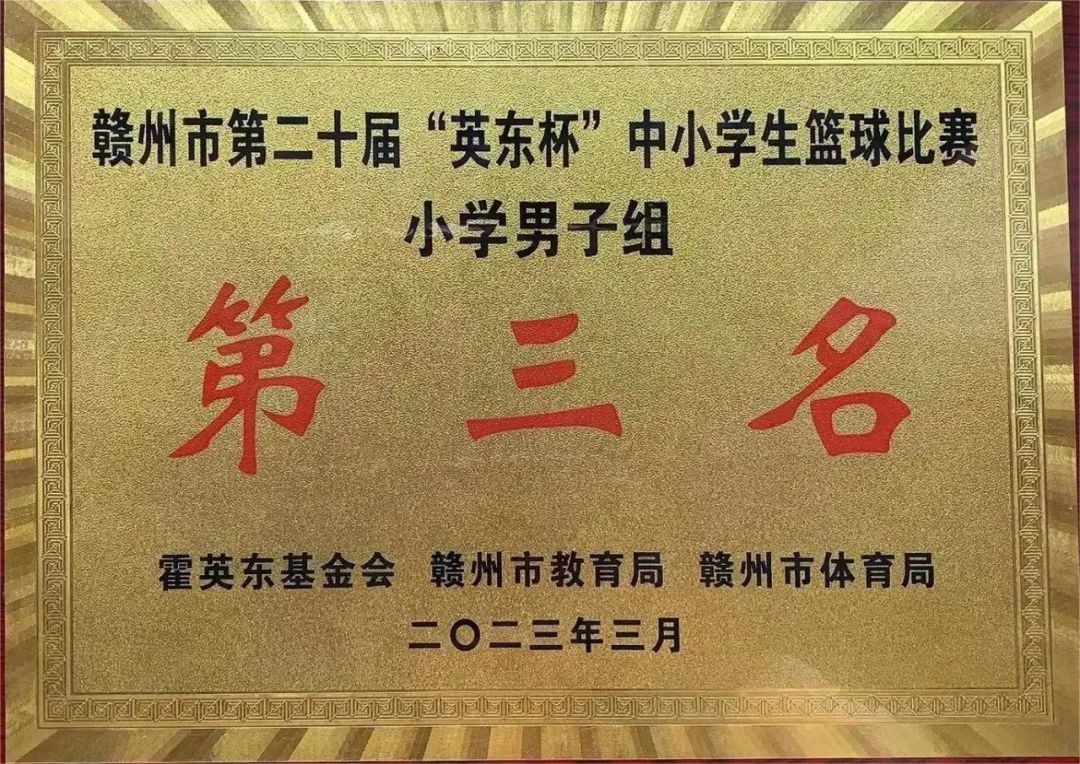 赣州市第二十届“英东杯”中小学生篮球比赛
小学男子组
第三名
霍英东基金会 赣州市教育局 赣州市体育局
二〇二三年三月